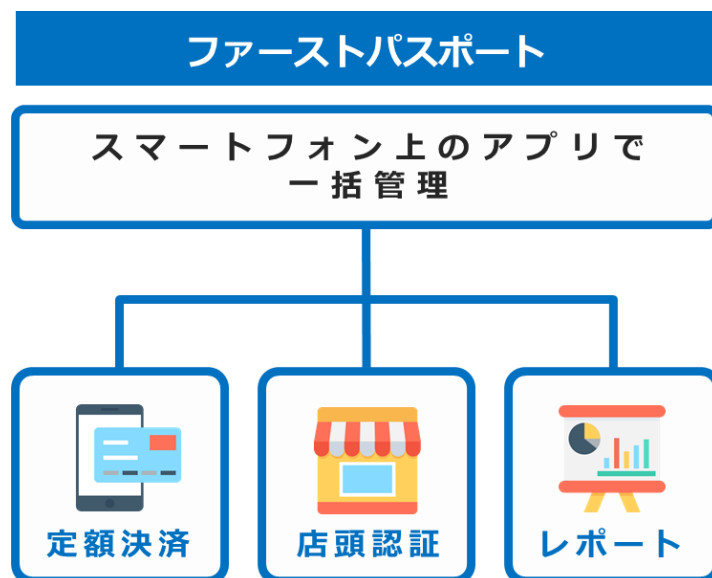 ファーストパスポート
スマートフォン上のアプリで
一括管理
定額決済
店頭認証
レポート